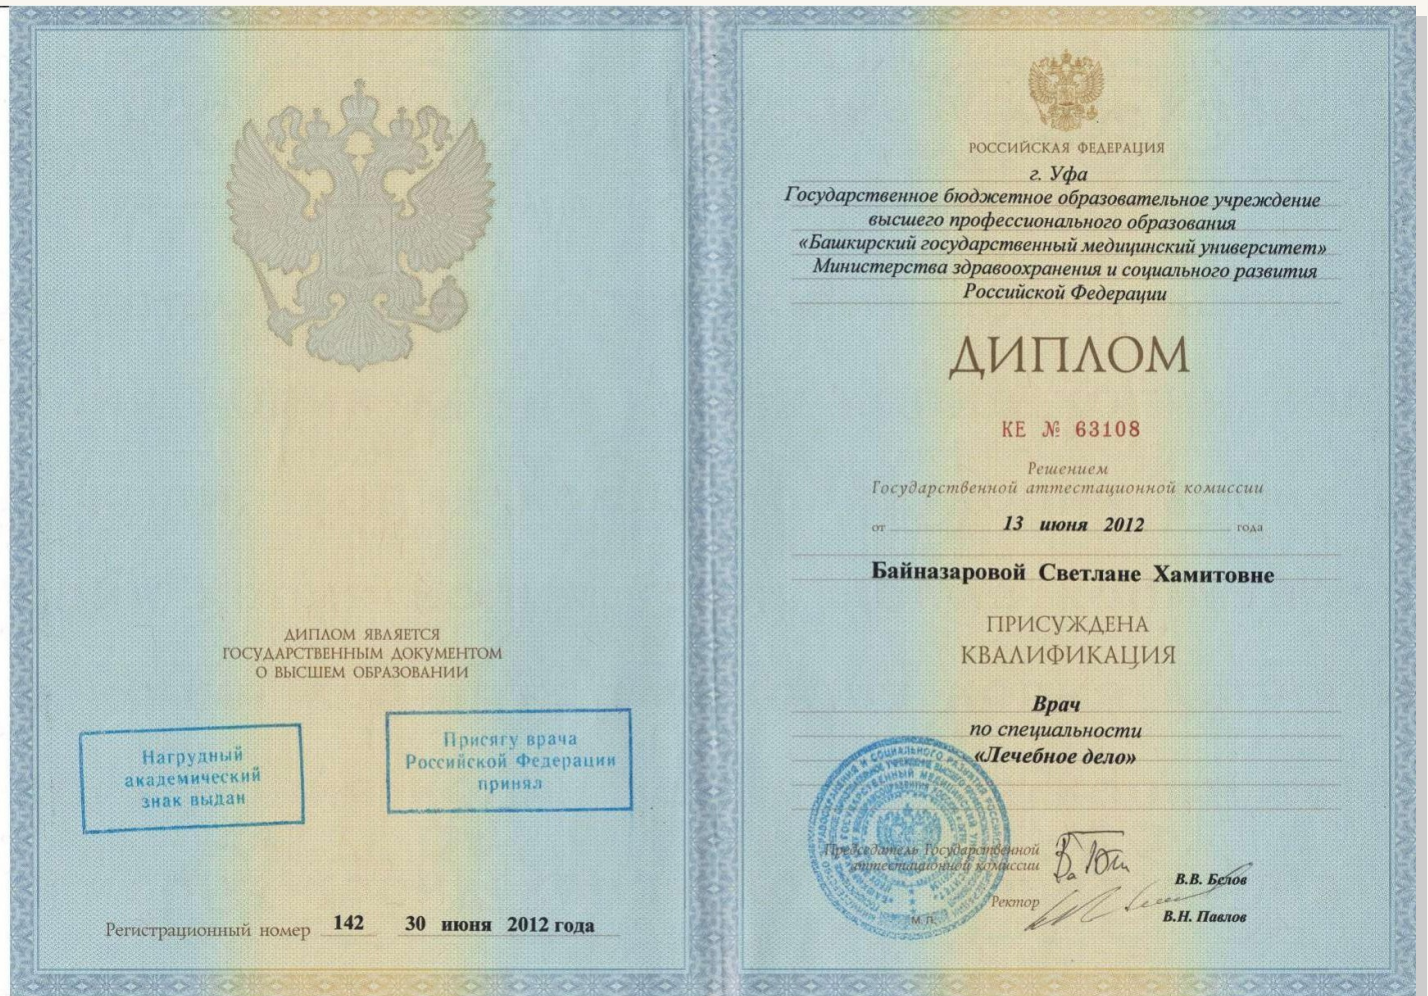 ДИПЛОМ ЯВЛЯЕТСЯ
ГОСУДАРСТВЕННЫМ ДОКУМЕНТОМ
О ВЫСШЕМ ОБРАЗОВАНИИ
Нагрудный
академический
знак выдан
Присягу врача
Российской Федерации
принял
Регистрационный номер 142 30 июня 2012 года
РОССИЙСКАЯ ФЕДЕРАЦИЯ
г. Уфа
Государственное бюджетное образовательное учреждение
высшего профессионального образования
«Башкирский государственный медицинский университет»
Министерства здравоохранения и социального развития
Российской Федерации
ДИПЛОМ
КЕ № 63108
Решением
Государственной аттестационной комиссии
от 13 июня 2012 года
Байназаровой Светлане Хамитовне
ПРИСУЖДЕНА
КВАЛИФИКАЦИЯ
Врач
по специальности
«Лечебное дело»
Председатель Государственной
аттестационной комиссии
В.В. Белов
Ректор
В.Н. Павлов
М.П.